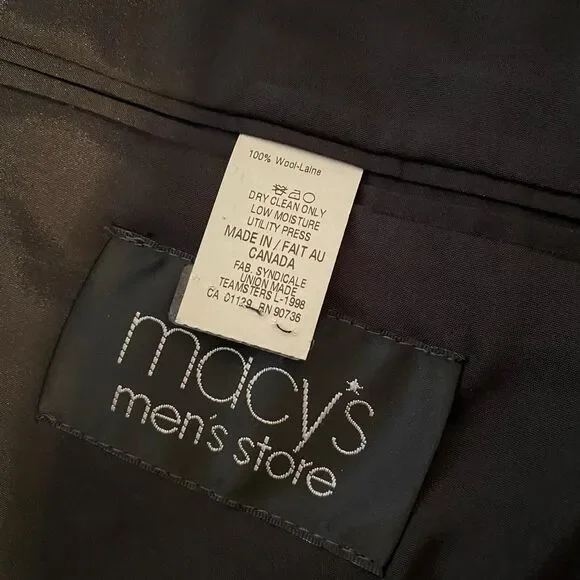 100% Wool-Laine
DRY CLEAN ONLY
LOW MOISTURE
UTILITY PRESS
MADE IN / FAIT AU
CANADA
FAB. SYNDICALE
UNION MADE
TEAMSTERS L-1998
CA 01129 RN 90736
macy's
men's store